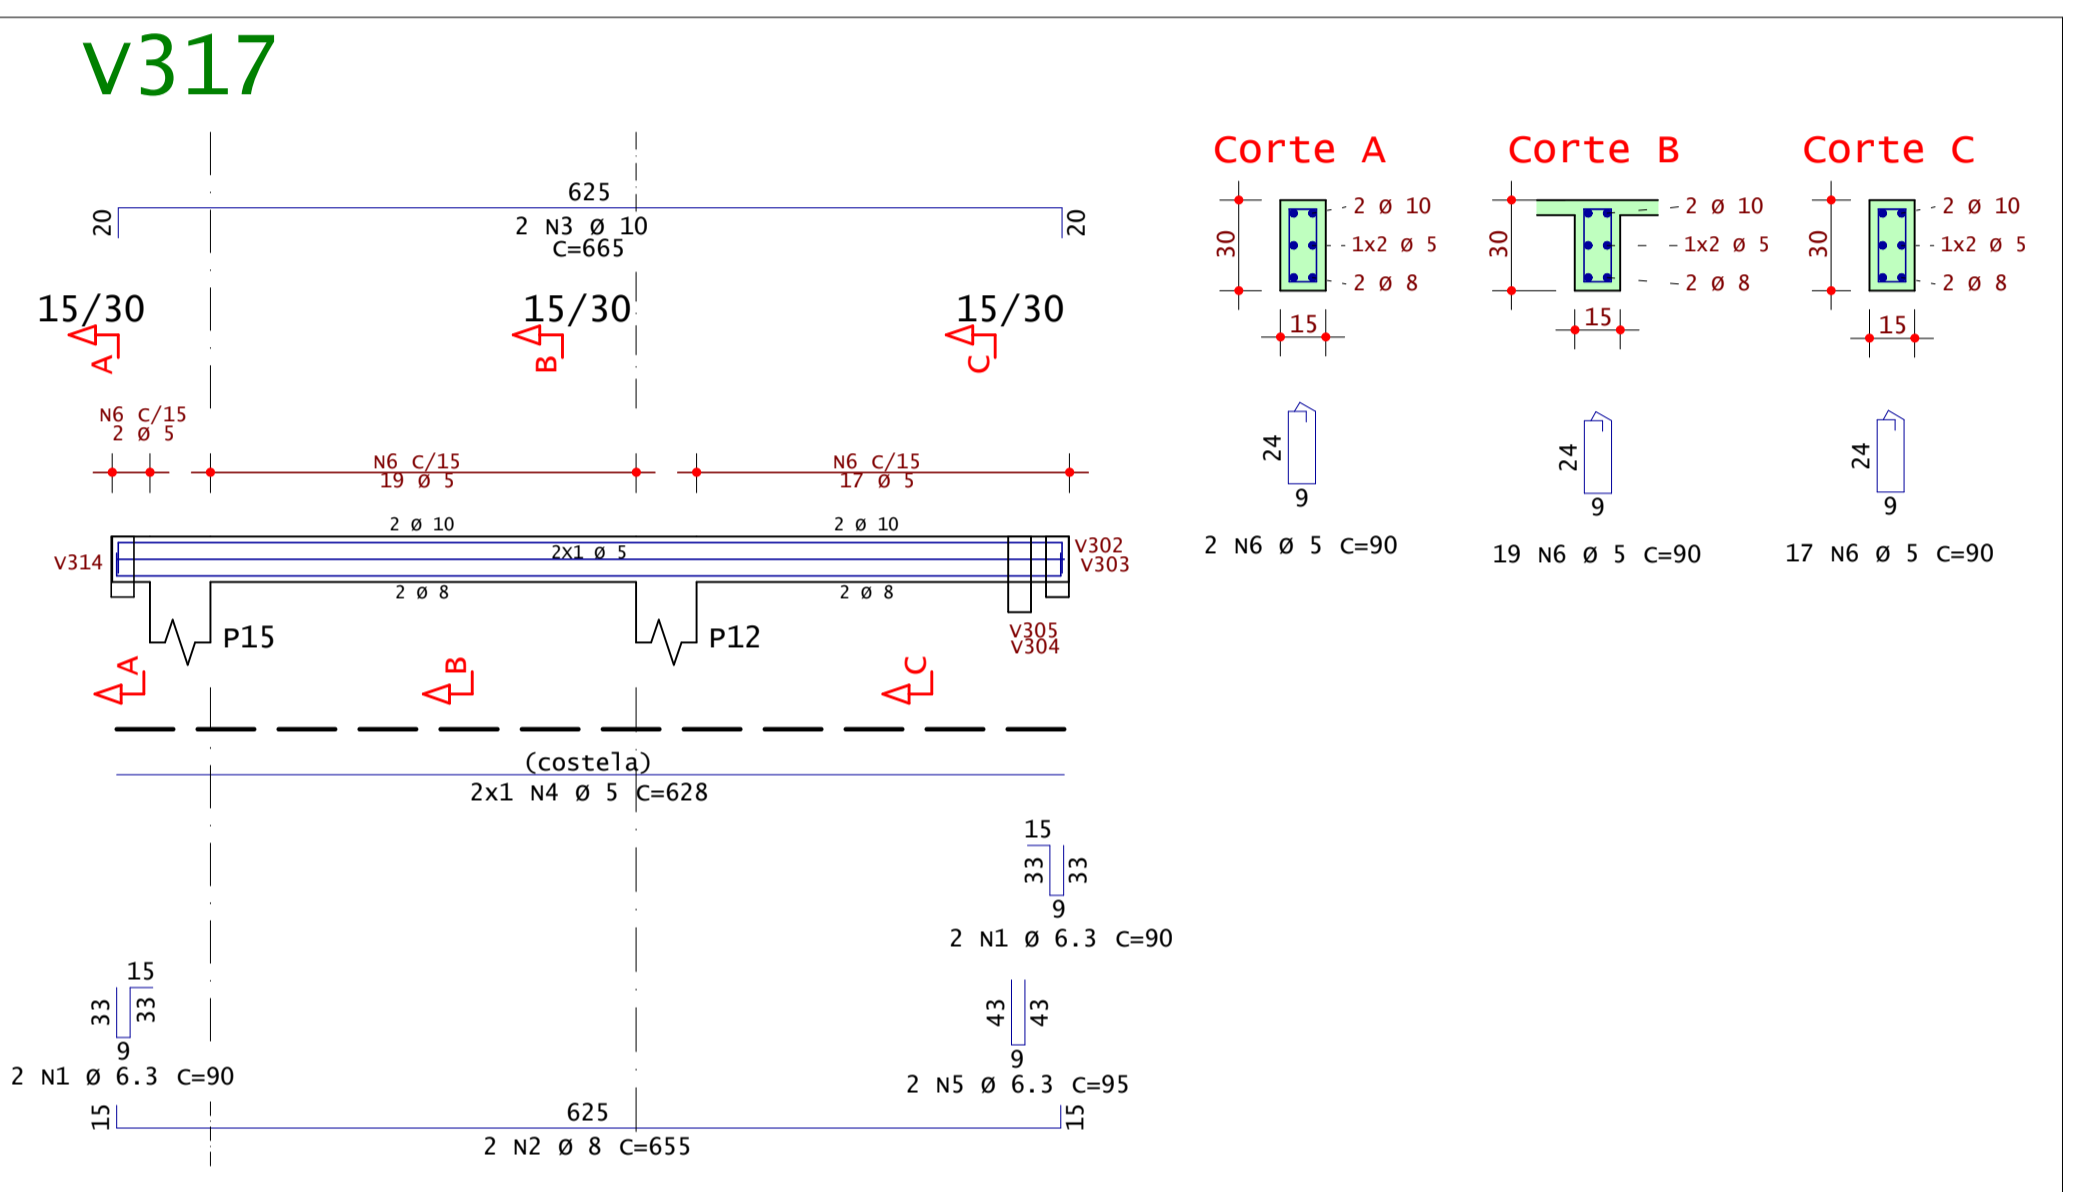 V317
625
20
2 N3 Ø 10
C=665
20
15/30
15/30
15/30
A
B
C
N6 C/15
2 Ø 5
N6 C/15
19 Ø 5
N6 C/15
17 Ø 5
2 Ø 10
2 Ø 10
2x1 Ø 5
V314
V302
V303
2 Ø 8
2 Ø 8
P15
P12
V305
V304
A
B
C
(costela)
2x1 N4 Ø 5 C=628
15
33
33
9
2 N1 Ø 6.3 C=90
15
33
33
9
2 N1 Ø 6.3 C=90
43
43
9
2 N5 Ø 6.3 C=95
15
625
15
2 N2 Ø 8 C=655
Corte A
2 Ø 10
1x2 Ø 5
2 Ø 8
30
15
24
9
2 N6 Ø 5 C=90
Corte B
2 Ø 10
1x2 Ø 5
2 Ø 8
30
15
24
9
19 N6 Ø 5 C=90
Corte C
2 Ø 10
1x2 Ø 5
2 Ø 8
30
15
24
9
17 N6 Ø 5 C=90